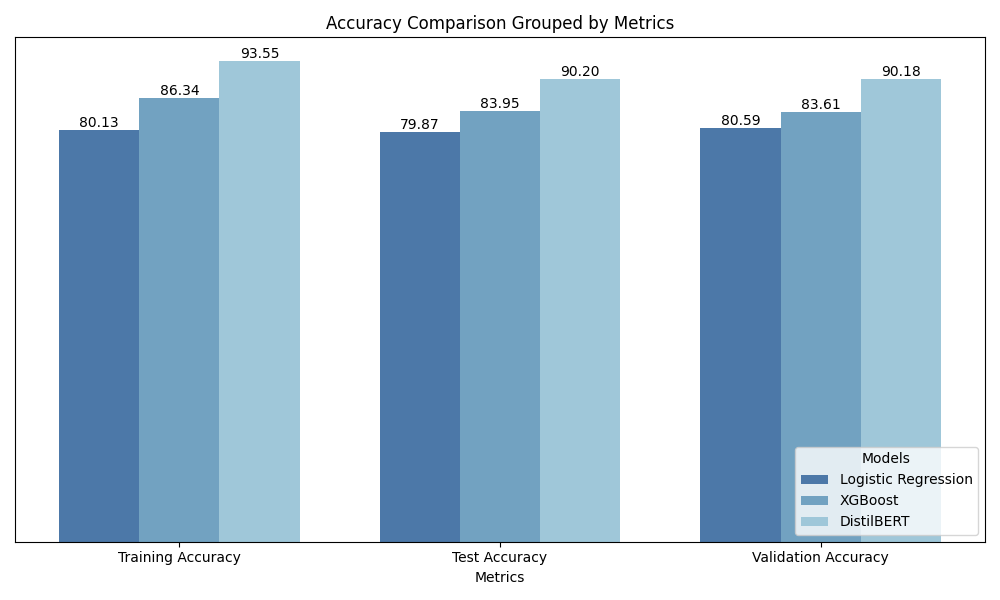 Accuracy Comparison Grouped by Metrics
80.13
86.34
93.55
79.87
83.95
90.20
80.59
83.61
90.18
Models
Logistic Regression
XGBoost
DistilBERT
Training Accuracy
Test Accuracy
Validation Accuracy
Metrics